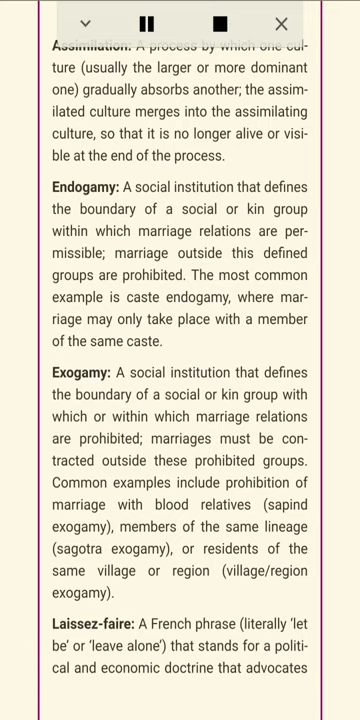 Assimilation: A process by which one cul-
ture (usually the larger or more dominant
one) gradually absorbs another; the assim-
ilated culture merges into the assimilating
culture, so that it is no longer alive or visi-
ble at the end of the process.
Endogamy: A social institution that defines
the boundary of a social or kin group
within which marriage relations are per-
missible; marriage outside this defined
groups are prohibited. The most common
example is caste endogamy, where mar-
riage may only take place with a member
of the same caste.
Exogamy: A social institution that defines
the boundary of a social or kin group with
which or within which marriage relations
are prohibited; marriages must be con-
tracted outside these prohibited groups.
Common examples include prohibition of
marriage with blood relatives (sapind
exogamy), members of the same lineage
(sagotra exogamy), or residents of the
same village or region (village/region
exogamy).
Laissez-faire: A French phrase (literally ‘let
be’ or ‘leave alone’) that stands for a politi-
cal and economic doctrine that advocates